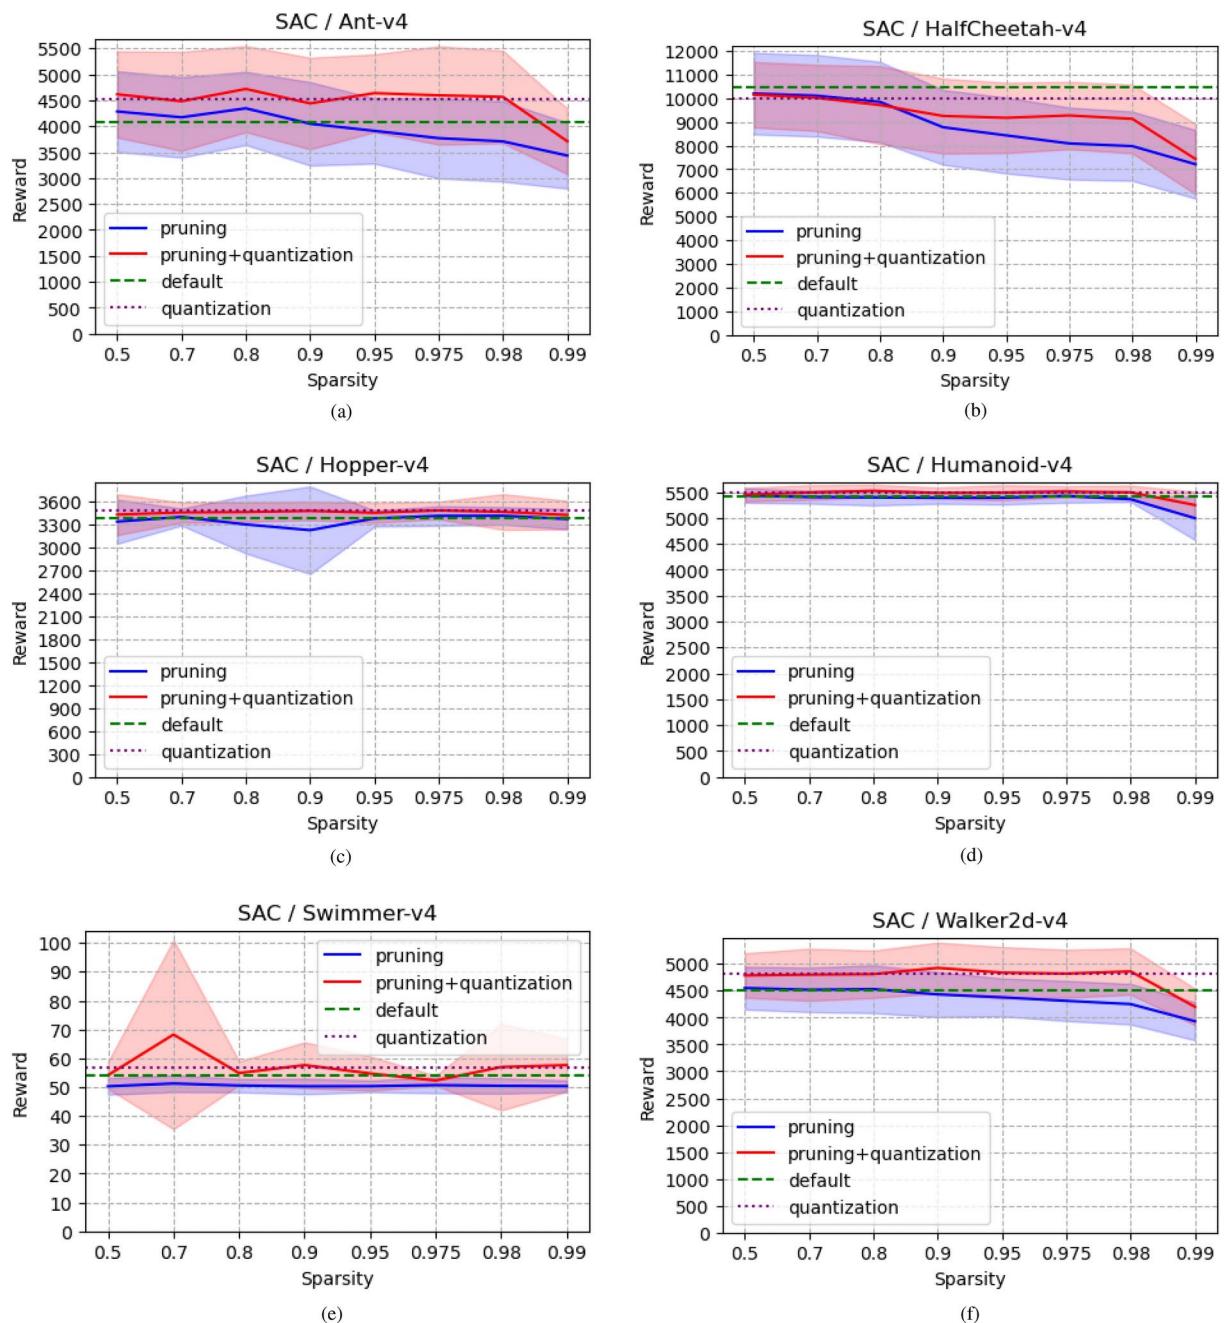 SAC / Ant-v4
5500
5000
4500
4000
3500
3000
2500
2000
1500
1000
500
0
Reward
pruning
pruning+quantization
default
quantization
0.5 0.7 0.8 0.9 0.95 0.975 0.98 0.99
Sparsity
(a)
SAC / HalfCheetah-v4
12000
11000
10000
9000
8000
7000
6000
5000
4000
3000
2000
1000
0
Reward
pruning
pruning+quantization
default
quantization
0.5 0.7 0.8 0.9 0.95 0.975 0.98 0.99
Sparsity
(b)
SAC / Hopper-v4
3600
3300
3000
2700
2400
2100
1800
1500
1200
900
600
300
0
Reward
pruning
pruning+quantization
default
quantization
0.5 0.7 0.8 0.9 0.95 0.975 0.98 0.99
Sparsity
(c)
SAC / Humanoid-v4
5500
5000
4500
4000
3500
3000
2500
2000
1500
1000
500
0
Reward
pruning
pruning+quantization
default
quantization
0.5 0.7 0.8 0.9 0.95 0.975 0.98 0.99
Sparsity
(d)
SAC / Swimmer-v4
100
90
80
70
60
50
40
30
20
10
0
Reward
pruning
pruning+quantization
default
quantization
0.5 0.7 0.8 0.9 0.95 0.975 0.98 0.99
Sparsity
(e)
SAC / Walker2d-v4
5000
4500
4000
3500
3000
2500
2000
1500
1000
500
0
Reward
pruning
pruning+quantization
default
quantization
0.5 0.7 0.8 0.9 0.95 0.975 0.98 0.99
Sparsity
(f)